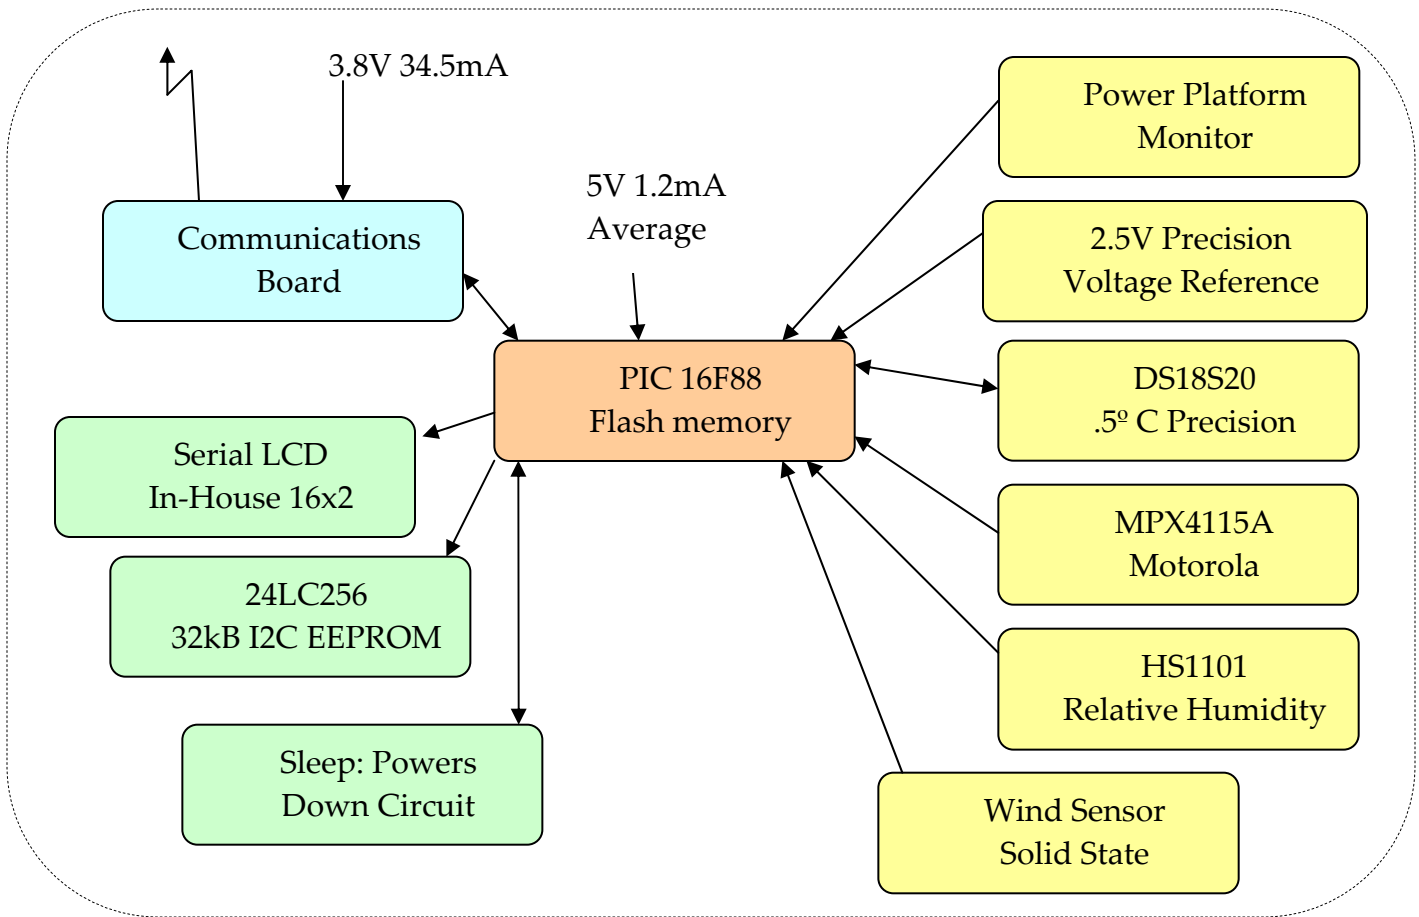 3.8V 34.5mA
Power Platform
Monitor
5V 1.2mA
Average
Communications
Board
2.5V Precision
Voltage Reference
PIC 16F88
Flash memory
DS18S20
.5º C Precision
Serial LCD
In-House 16x2
MPX4115A
Motorola
24LC256
32kB I2C EEPROM
HS1101
Relative Humidity
Sleep: Powers
Down Circuit
Wind Sensor
Solid State